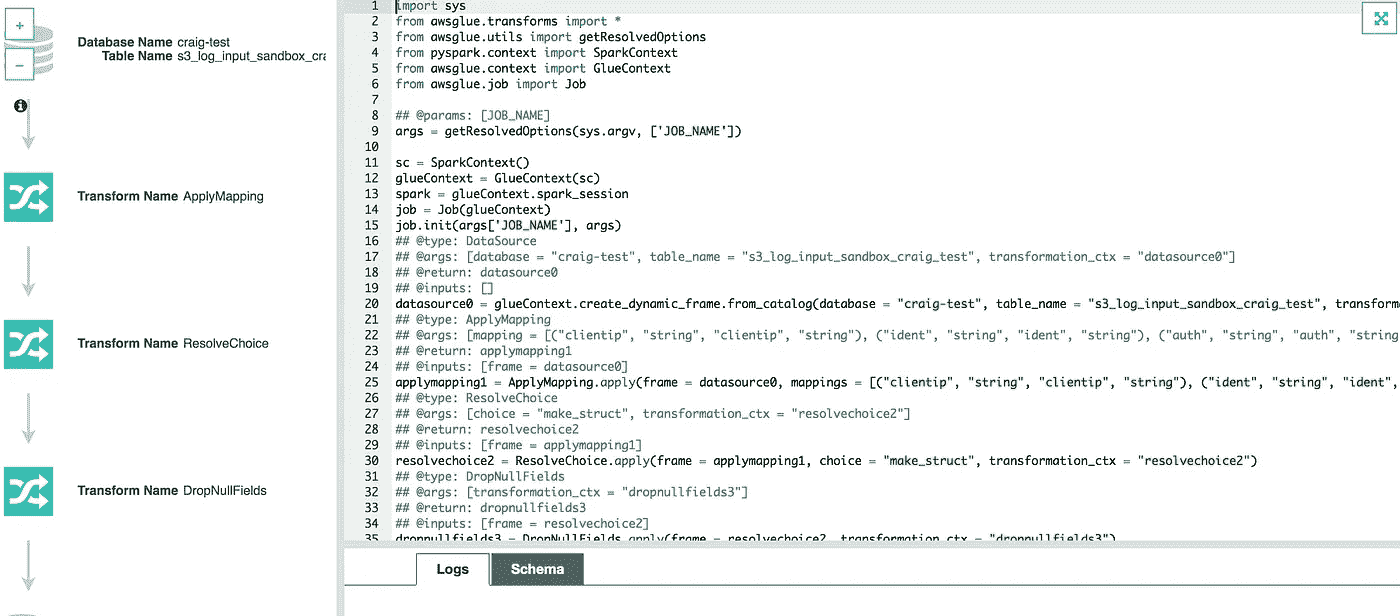 Database Name craig-test
Table Name s3_log_input_sandbox_cra
Transform Name ApplyMapping
Transform Name ResolveChoice
Transform Name DropNullFields
1 import sys
2 from awsglue.transforms import *
3 from awsglue.utils import getResolvedOptions
4 from pyspark.context import SparkContext
5 from awsglue.context import GlueContext
6 from awsglue.job import Job
7
8 ## @params: [JOB_NAME]
9 args = getResolvedOptions(sys.argv, ['JOB_NAME'])
10
11 sc = SparkContext()
12 glueContext = GlueContext(sc)
13 spark = glueContext.spark_session
14 job = Job(glueContext)
15 job.init(args['JOB_NAME'], args)
16 ## @type: DataSource
17 ## @args: [database = "craig-test", table_name = "s3_log_input_sandbox_craig_test", transformation_ctx = "datasource0"]
18 ## @return: datasource0
19 ## @inputs: []
20 datasource0 = glueContext.create_dynamic_frame.from_catalog(database = "craig-test", table_name = "s3_log_input_sandbox_craig_test", transform
21 ## @type: ApplyMapping
22 ## @args: [mapping = [("clientip", "string", "clientip", "string"), ("ident", "string", "ident", "string"), ("auth", "string", "auth", "string
23 ## @return: applymapping1
24 ## @inputs: [frame = datasource0]
25 applymapping1 = ApplyMapping.apply(frame = datasource0, mappings = [("clientip", "string", "clientip", "string"), ("ident", "string", "ident",
26 ## @type: ResolveChoice
27 ## @args: [choice = "make_struct", transformation_ctx = "resolvechoice2"]
28 ## @return: resolvechoice2
29 ## @inputs: [frame = applymapping1]
30 resolvechoice2 = ResolveChoice.apply(frame = applymapping1, choice = "make_struct", transformation_ctx = "resolvechoice2")
31 ## @type: DropNullFields
32 ## @args: [transformation_ctx = "dropnullfields3"]
33 ## @return: dropnullfields3
34 ## @inputs: [frame = resolvechoice2]
35 dropnullfields3 = DropNullFields.apply(frame = resolvechoice2, transformation_ctx = "dropnullfields3")
Logs
Schema